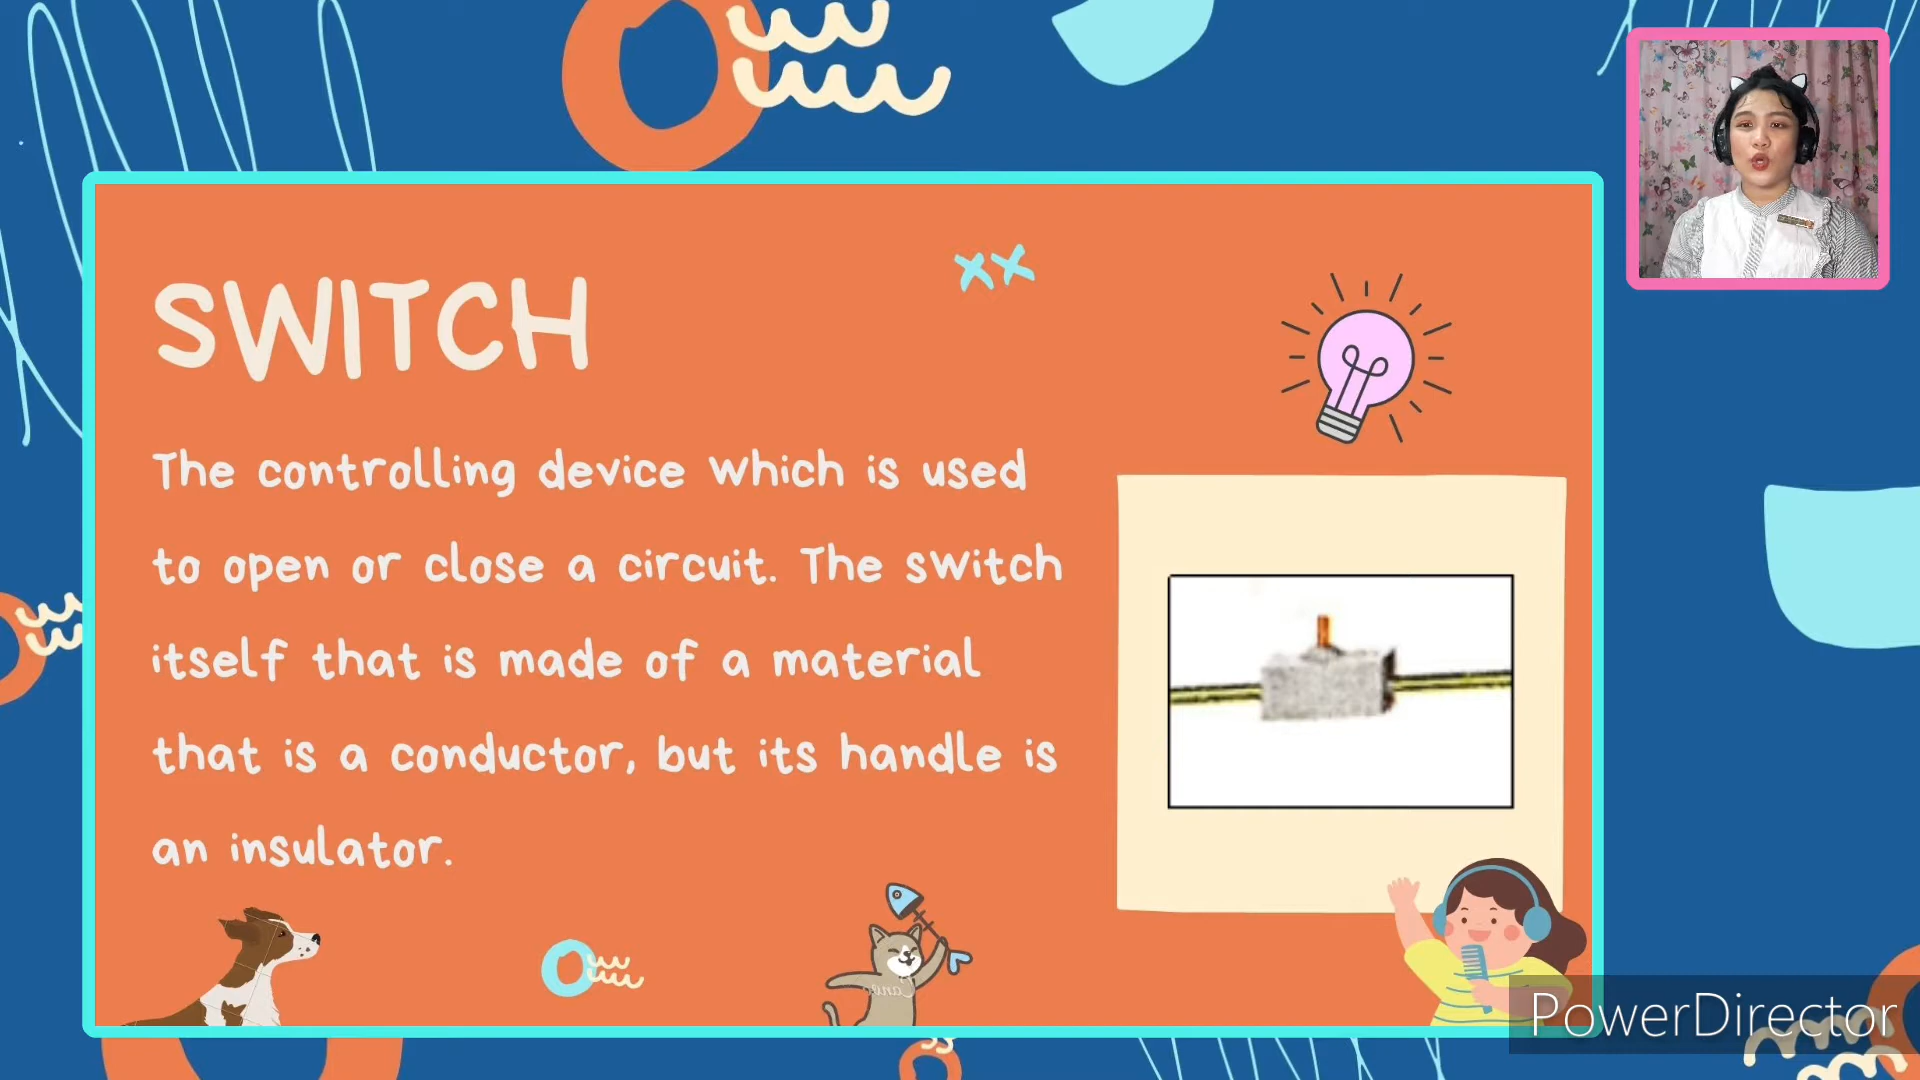 SWITCH
The controlling device which is used
to open or close a circuit. The switch
itself that is made of a material
that is a conductor, but its handle is
an insulator.
Canva
PowerDirector